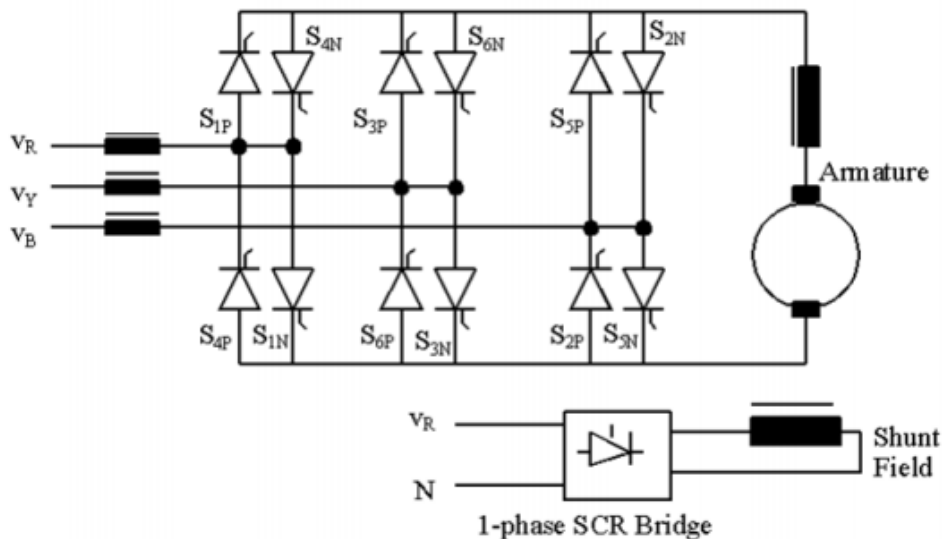 S4N
S6N
S2N
S1P
S3P
S5P
vR
vY
vB
Armature
S4P
S1N
S6P
S3N
S2P
S5N
vR
N
Shunt
Field
1-phase SCR Bridge